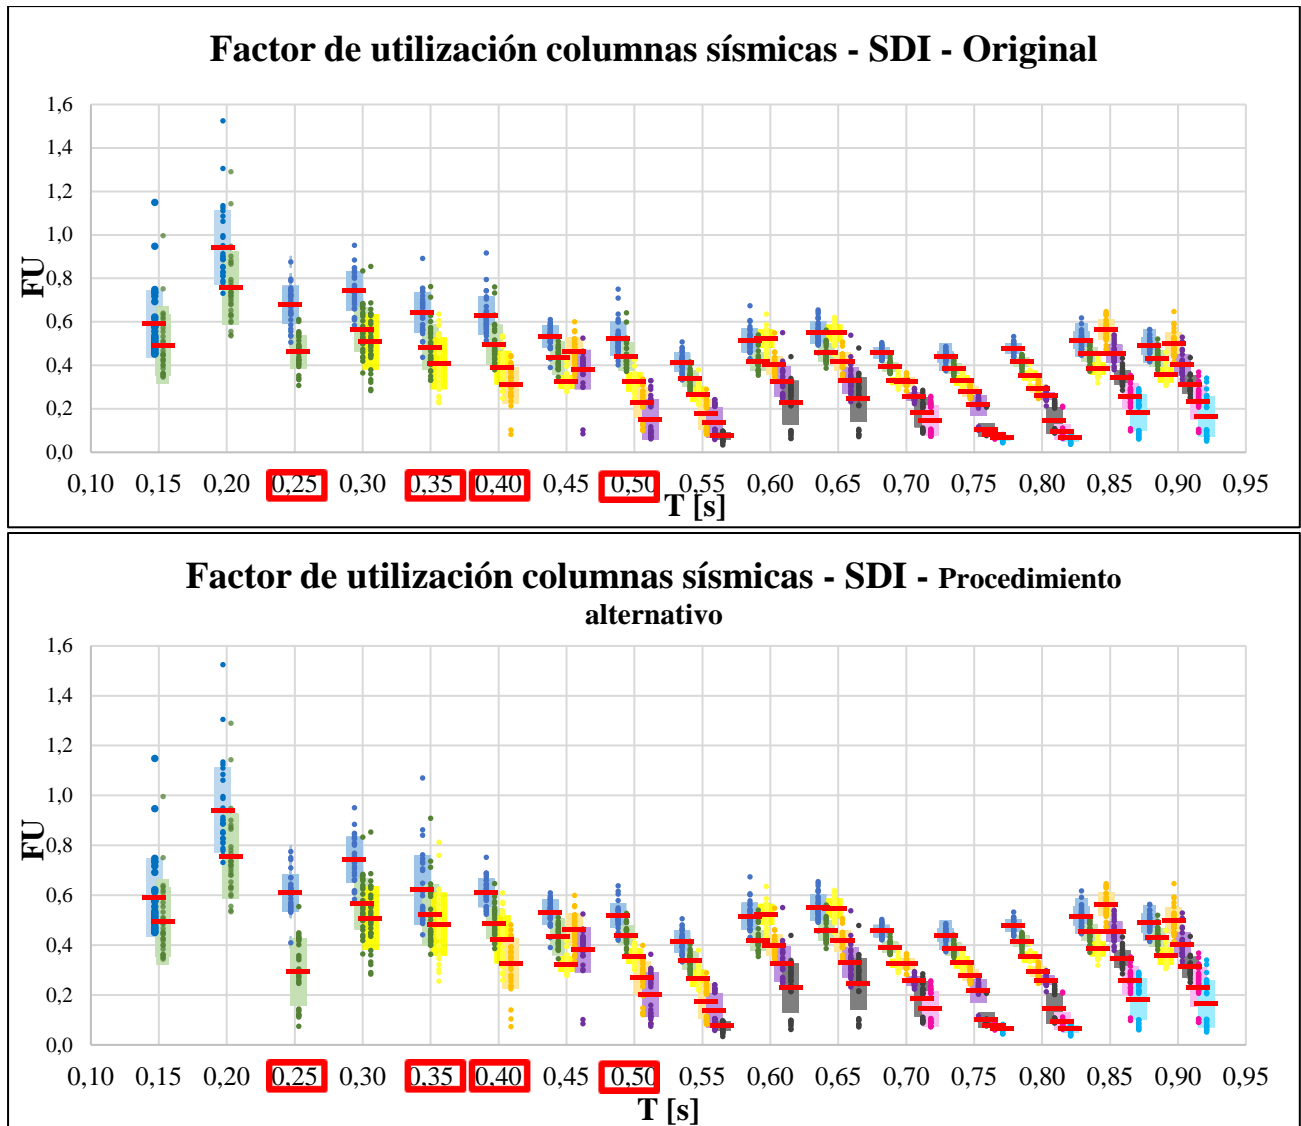 Factor de utilización columnas sísmicas - SDI - Original
1,6
1,4
1,2
1,0
0,8
0,6
0,4
0,2
0,0
FU
0,10 0,15 0,20 0,25 0,30 0,35 0,40 0,45 0,50 0,55 0,60 0,65 0,70 0,75 0,80 0,85 0,90 0,95
T [s]
Factor de utilización columnas sísmicas - SDI - Procedimiento
alternativo
1,6
1,4
1,2
1,0
0,8
0,6
0,4
0,2
0,0
FU
0,10 0,15 0,20 0,25 0,30 0,35 0,40 0,45 0,50 0,55 0,60 0,65 0,70 0,75 0,80 0,85 0,90 0,95
T [s]